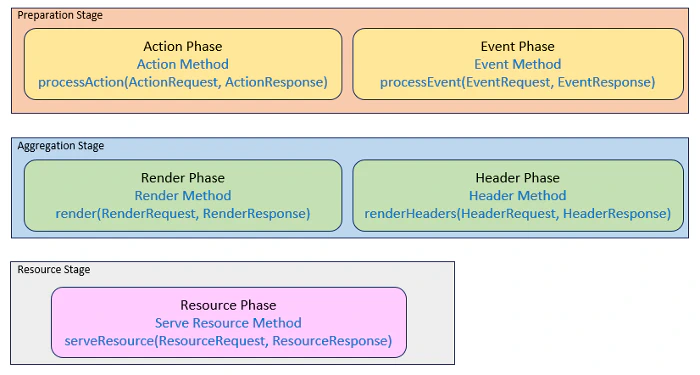 Preparation Stage
Action Phase
Action Method
processAction(ActionRequest, ActionResponse)
Event Phase
Event Method
processEvent(EventRequest, EventResponse)
Aggregation Stage
Render Phase
Render Method
render(RenderRequest, RenderResponse)
Header Phase
Header Method
renderHeaders(HeaderRequest, HeaderResponse)
Resource Stage
Resource Phase
Serve Resource Method
serveResource(ResourceRequest, ResourceResponse)